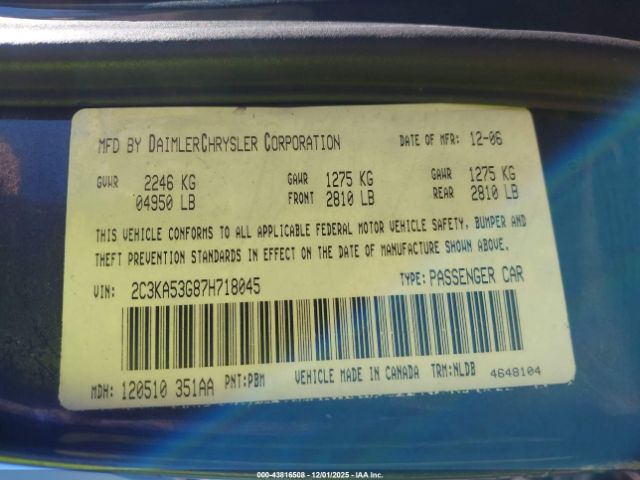 MFD BY DAIMLERCHRYSLER CORPORATION DATE OF MFR: 12-06
GVWR 2246 KG GAWR 1275 KG GAWR 1275 KG
04950 LB FRONT 2810 LB REAR 2810 LB
THIS VEHICLE CONFORMS TO ALL APPLICABLE FEDERAL MOTOR VEHICLE SAFETY, BUMPER AND
THEFT PREVENTION STANDARDS IN EFFECT ON THE DATE OF MANUFACTURE SHOWN ABOVE.
VIN: 2C3KA53G87H718045 TYPE: PASSENGER CAR
MDH: 120510 351AA PNT:PBM VEHICLE MADE IN CANADA TRM:NLDB 4648104
000-43816508 - 12/01/2025 - IAA Inc.